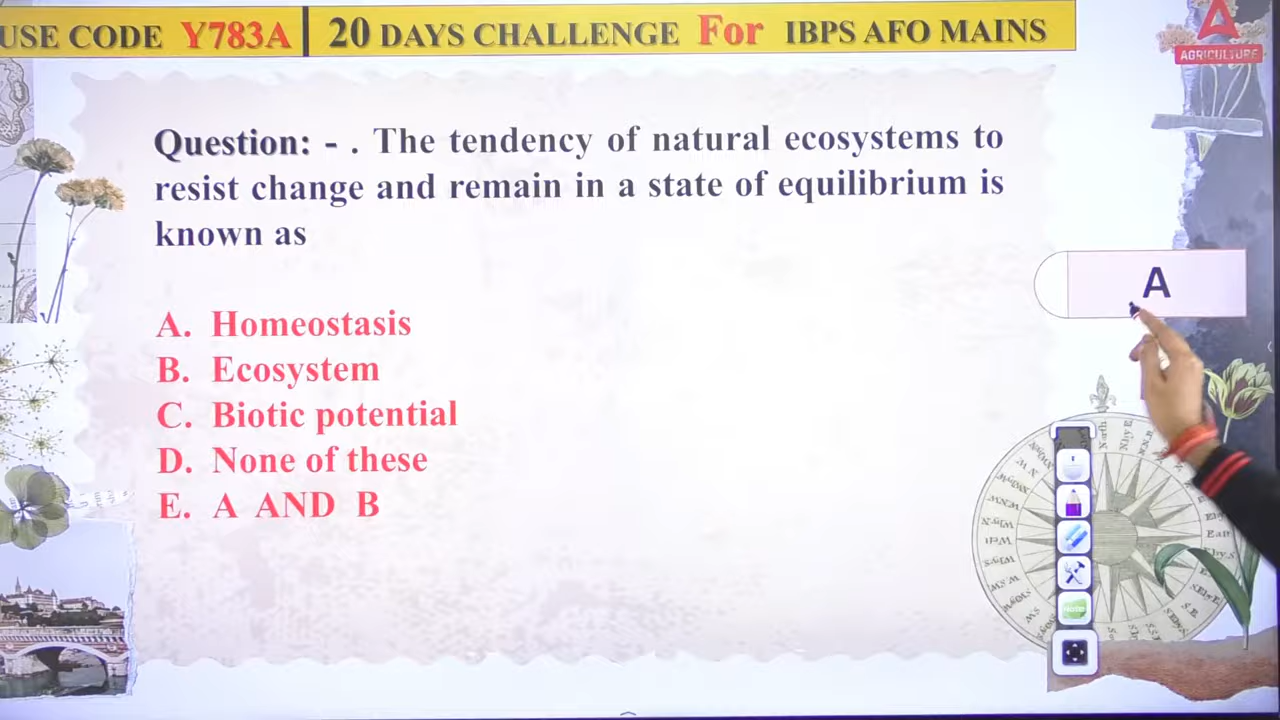 USE CODE Y783A 20 DAYS CHALLENGE For IBPS AFO MAINS
AGRICULTURE
Question: - . The tendency of natural ecosystems to
resist change and remain in a state of equilibrium is
known as
A
A. Homeostasis
B. Ecosystem
C. Biotic potential
D. None of these
E. A AND B